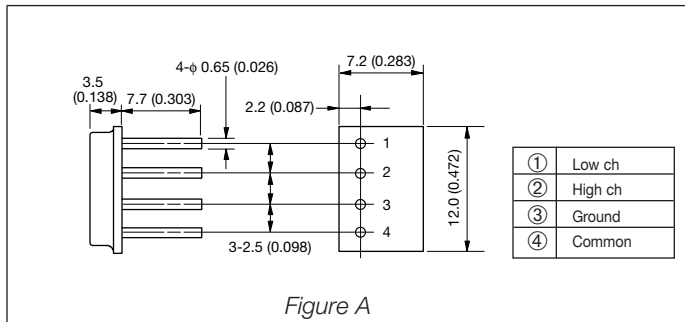 4-ϕ 0.65 (0.026)
3.5
(0.138)
7.7 (0.303)
7.2 (0.283)
2.2 (0.087)
1
2
3
4
12.0 (0.472)
3-2.5 (0.098)
① Low ch
② High ch
③ Ground
④ Common
Figure A